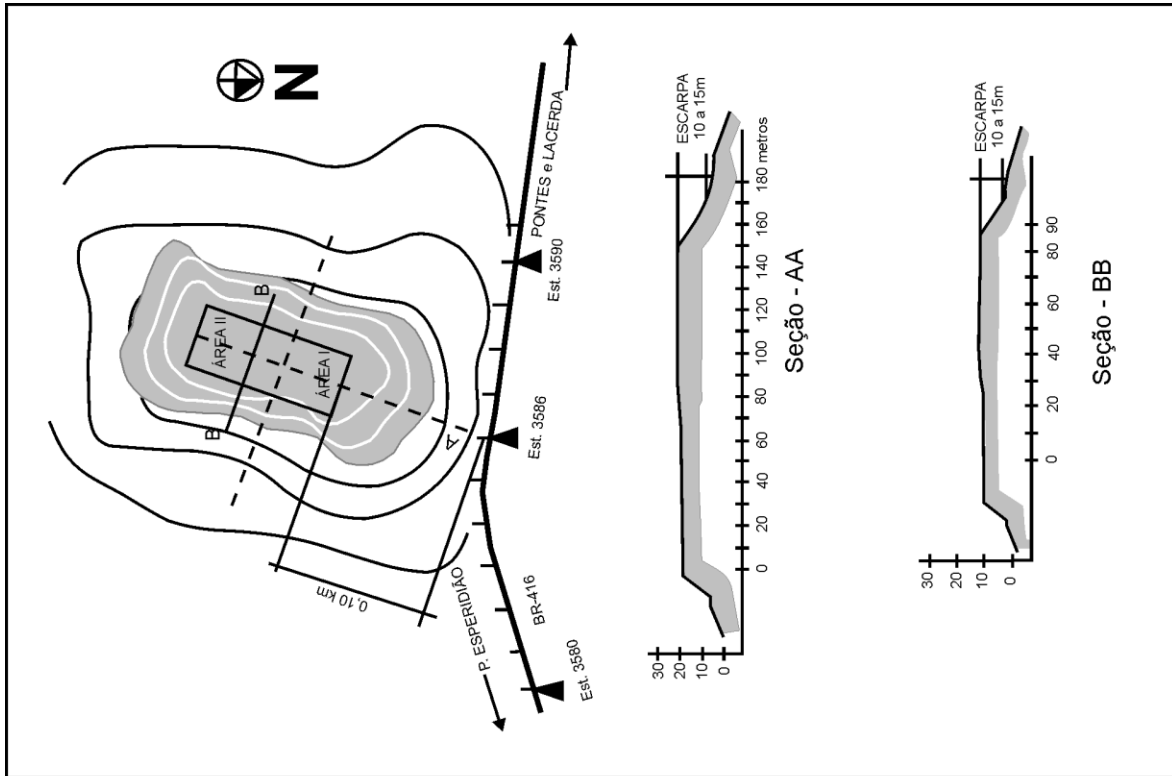 N
PONTES e LACERDA
Est. 3590
Est. 3586
Est. 3580
BR-416
P. ESPERIDIÃO
0,10 km
ÁREA II
ÁREA I
B
B
A
ESCARPA
10 a 15m
30
20
10
0
0 20 40 60 80 100 120 140 160 180 metros
Seção - AA
ESCARPA
10 a 15m
30
20
10
0
0 20 40 60 80 90
Seção - BB